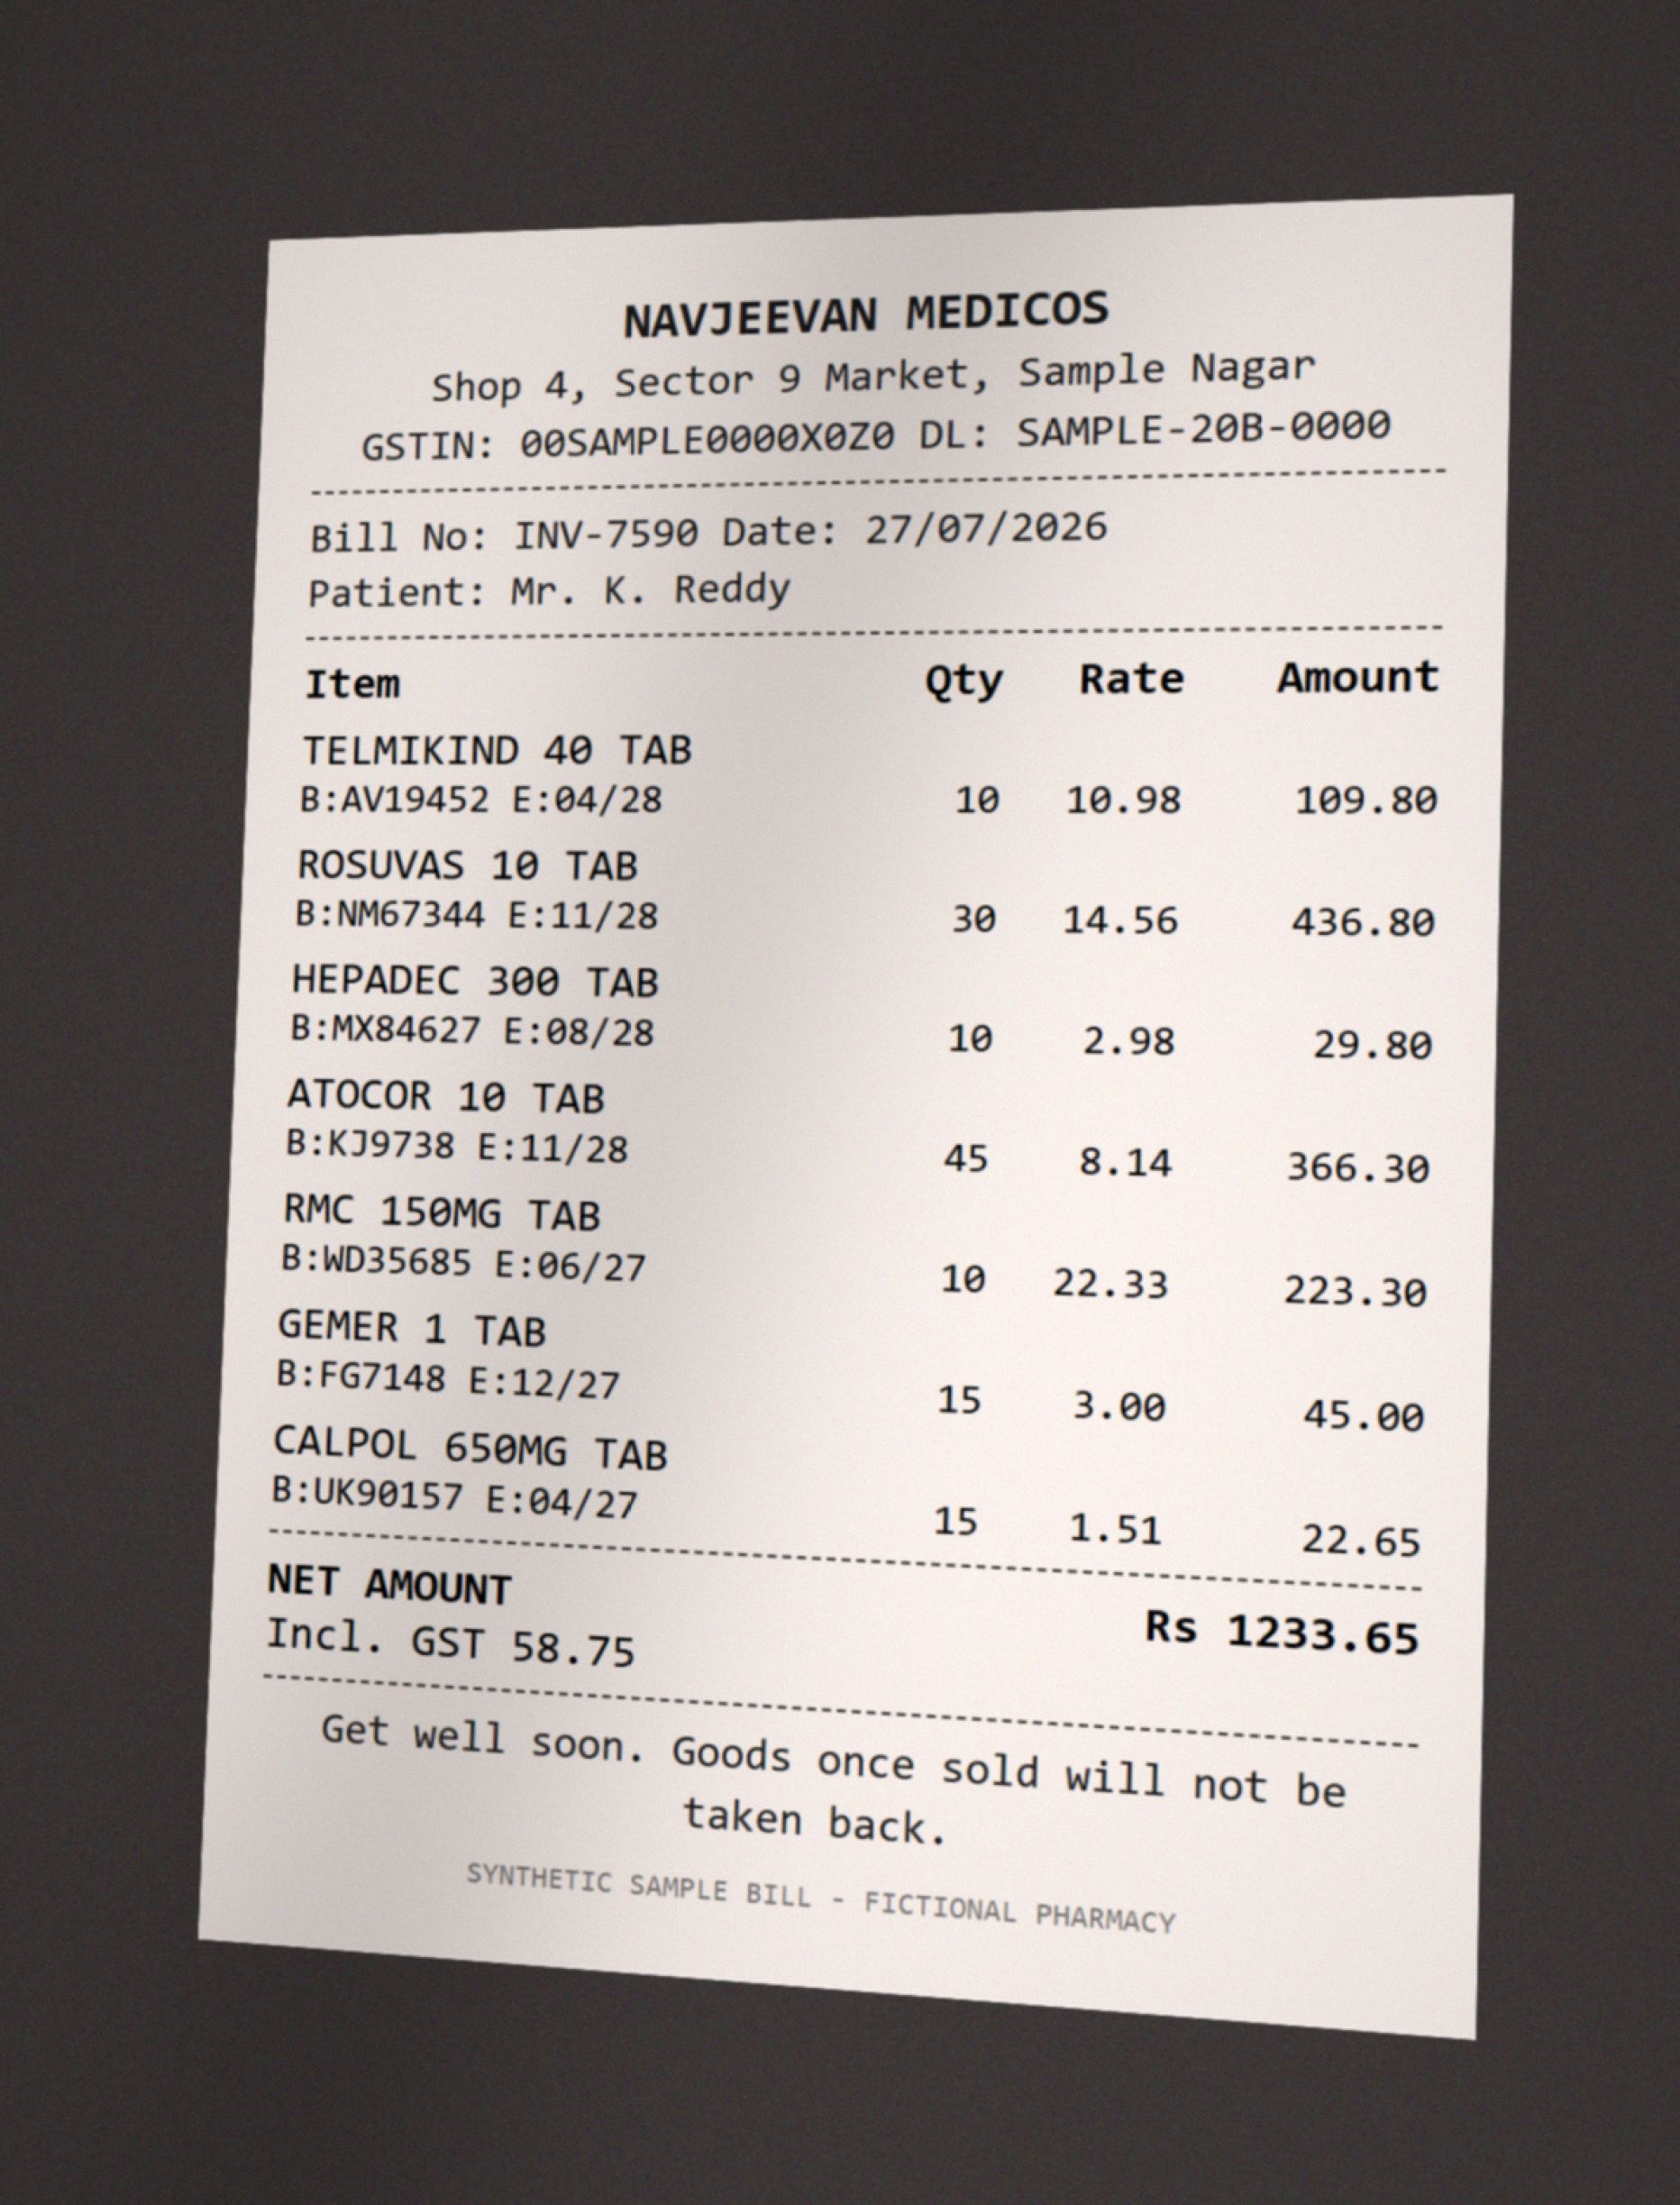 NAVJEEVAN MEDICOS
Shop 4, Sector 9 Market, Sample Nagar
GSTIN: 00SAMPLE0000X0Z0 DL: SAMPLE-20B-0000
Bill No: INV-7590 Date: 27/07/2026
Patient: Mr. K. Reddy
Item Qty Rate Amount
TELMIKIND 40 TAB
B:AV19452 E:04/28 10 10.98 109.80
ROSUVAS 10 TAB
B:NM67344 E:11/28 30 14.56 436.80
HEPADEC 300 TAB
B:MX84627 E:08/28 10 2.98 29.80
ATOCOR 10 TAB
B:KJ9738 E:11/28 45 8.14 366.30
RMC 150MG TAB
B:WD35685 E:06/27 10 22.33 223.30
GEMER 1 TAB
B:FG7148 E:12/27 15 3.00 45.00
CALPOL 650MG TAB
B:UK90157 E:04/27 15 1.51 22.65
NET AMOUNT Rs 1233.65
Incl. GST 58.75
Get well soon. Goods once sold will not be
taken back.
SYNTHETIC SAMPLE BILL - FICTIONAL PHARMACY